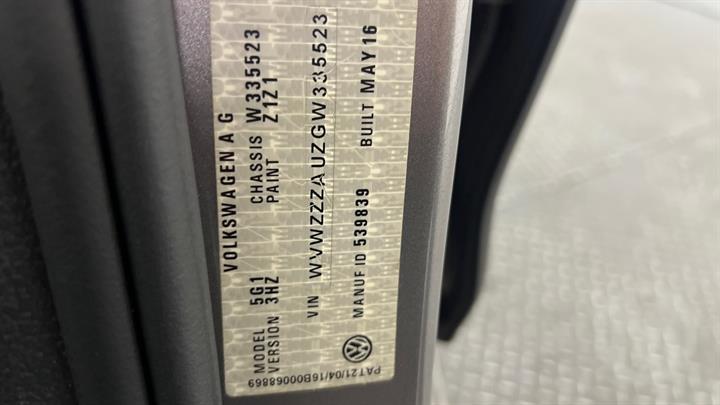 VOLKSWAGEN A G
MODEL 5G1 CHASSIS W335523
VERSION 3HZ PAINT Z1Z1
VIN WVWZZZAUZGW335523
MANUF ID 539839 BUILT MAY16
PAT21/04/16B00068869